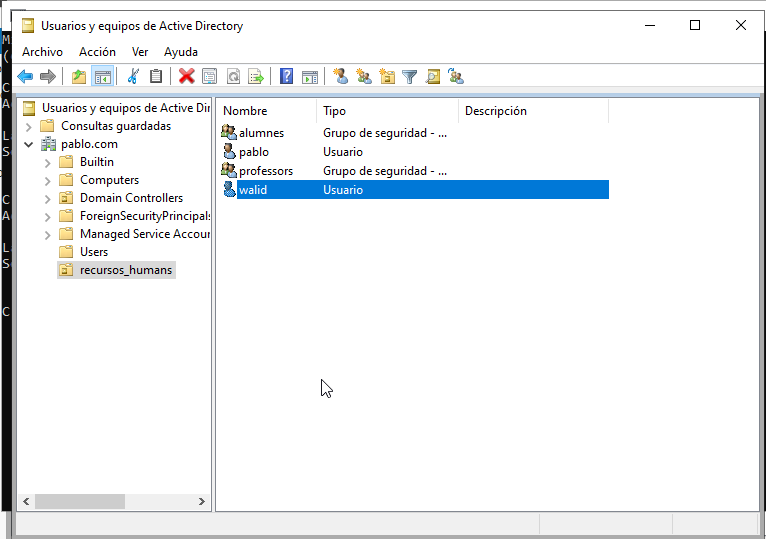 Usuarios y equipos de Active Directory
Archivo Acción Ver Ayuda
Usuarios y equipos de Active Dir
Consultas guardadas
pablo.com
Builtin
Computers
Domain Controllers
ForeignSecurityPrincipals
Managed Service Accour
Users
recursos_humans
Nombre Tipo Descripción
alumnes Grupo de seguridad - ...
pablo Usuario
professors Grupo de seguridad - ...
walid Usuario